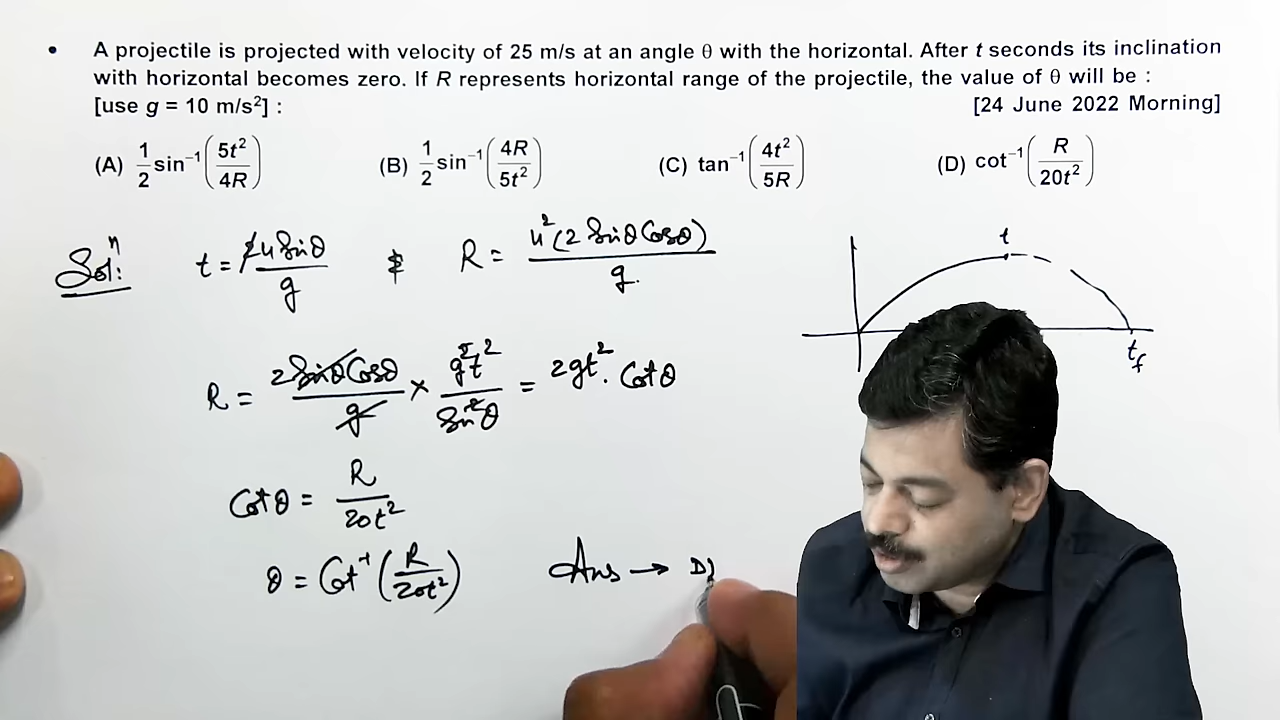 • A projectile is projected with velocity of 25 m/s at an angle θ with the horizontal. After t seconds its inclination
with horizontal becomes zero. If R represents horizontal range of the projectile, the value of θ will be :
[use g = 10 m/s²] : [24 June 2022 Morning]
(A) 1/2 sin⁻¹(5t²/4R) (B) 1/2 sin⁻¹(4R/5t²) (C) tan⁻¹(4t²/5R) (D) cot⁻¹(R/20t²)
Solⁿ: t = u Sinθ/g & R = u²(2 Sinθ Cosθ)/g. t
R = 2 Sinθ Cosθ/g × g²t²/Sin²θ = 2gt². Cotθ t_f
Cotθ = R/20t²
θ = Cot⁻¹(R/20t²) Ans → D)